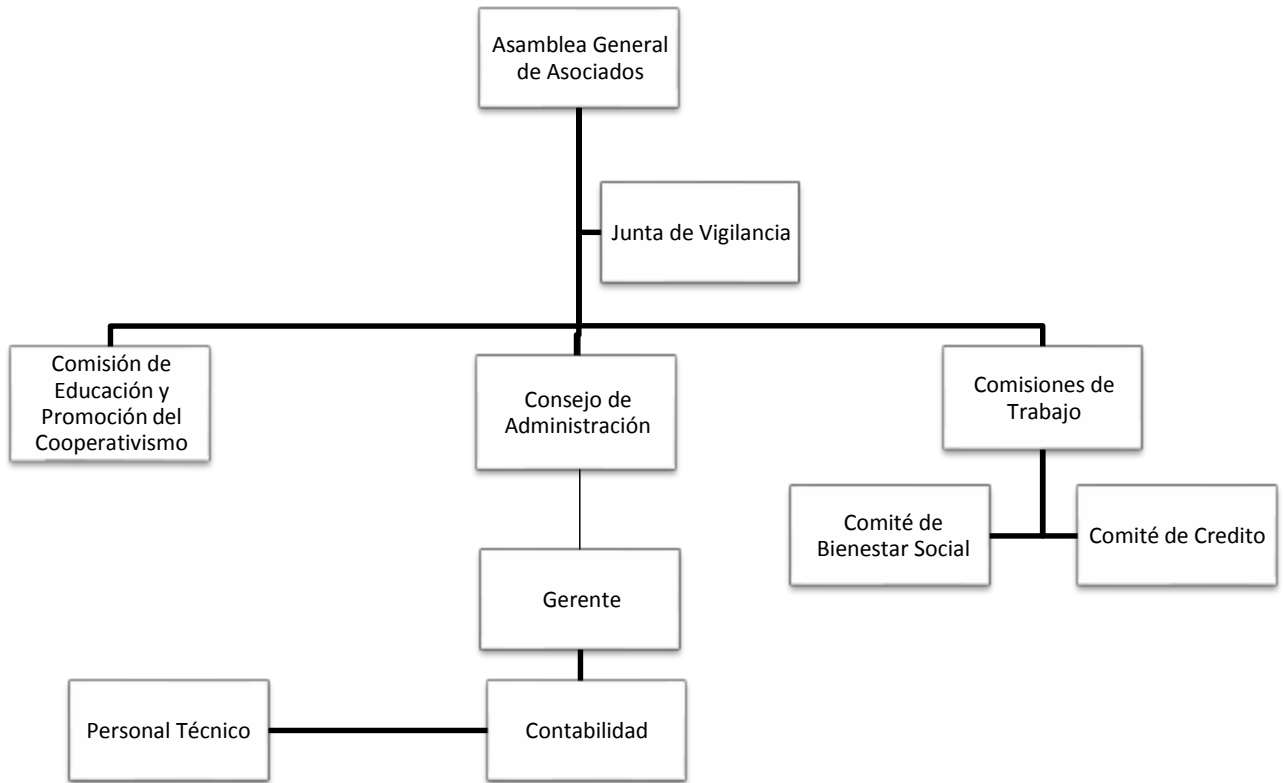 Asamblea General
de Asociados
Junta de Vigilancia
Comisión de
Educación y
Promoción del
Cooperativismo
Consejo de
Administración
Comisiones de
Trabajo
Comité de
Bienestar Social
Comité de Credito
Gerente
Personal Técnico
Contabilidad